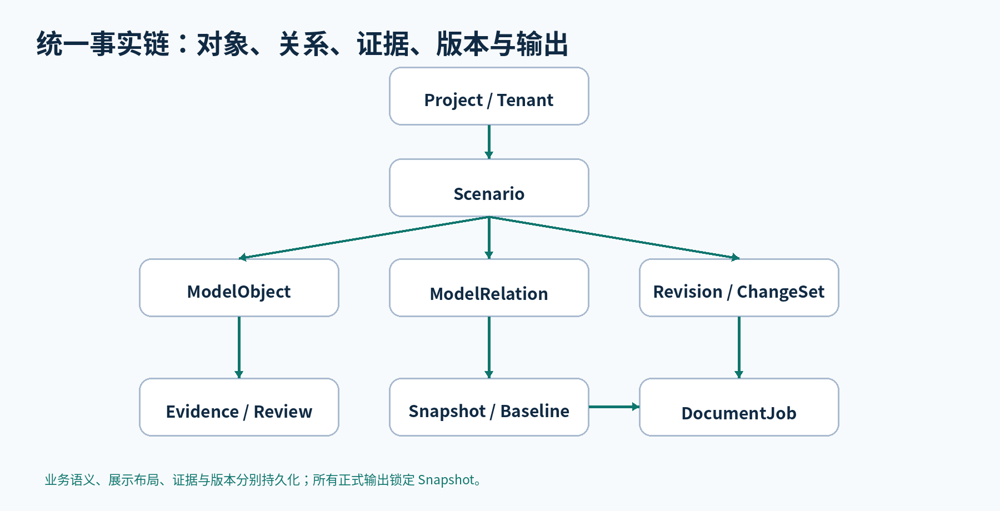 统一事实链：对象、关系、证据、版本与输出
Project / Tenant
Scenario
ModelObject
ModelRelation
Revision / ChangeSet
Evidence / Review
Snapshot / Baseline
DocumentJob
业务语义、展示布局、证据与版本分别持久化；所有正式输出锁定 Snapshot。